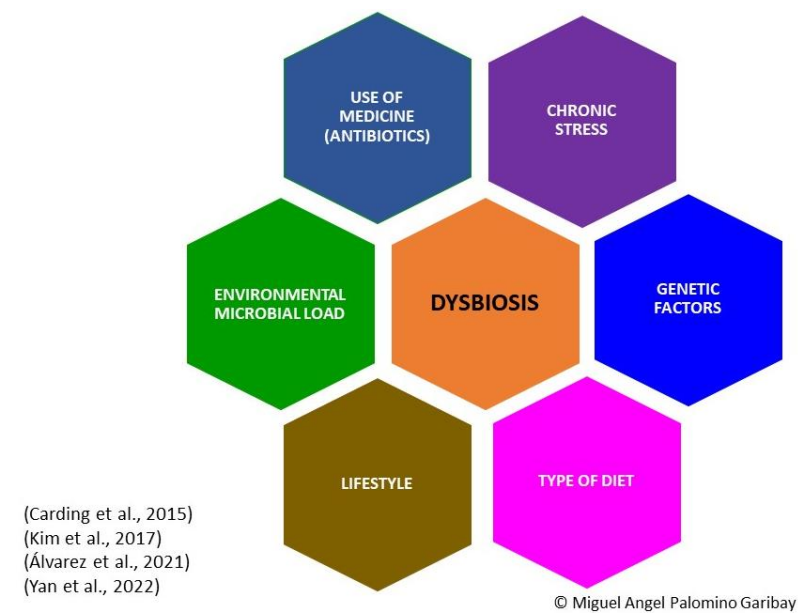 USE OF
MEDICINE
(ANTIBIOTICS)
CHRONIC
STRESS
ENVIRONMENTAL
MICROBIAL LOAD
DYSBIOSIS
GENETIC
FACTORS
LIFESTYLE
TYPE OF DIET
(Carding et al., 2015)
(Kim et al., 2017)
(Álvarez et al., 2021)
(Yan et al., 2022)
© Miguel Angel Palomino Garibay